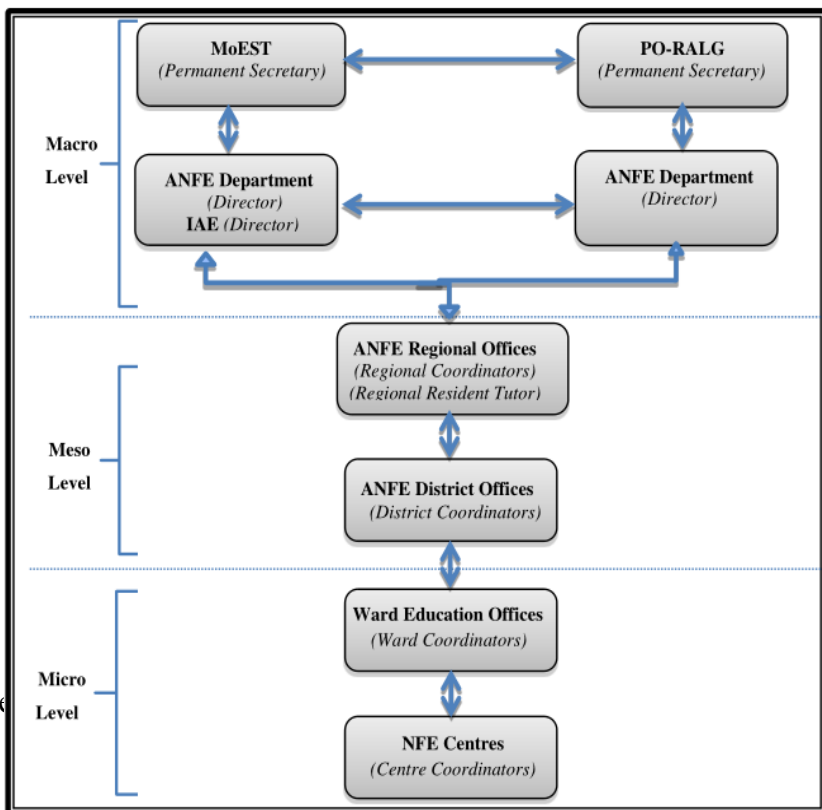 MoEST
(Permanent Secretary)
PO-RALG
(Permanent Secretary)
Macro
Level
ANFE Department
(Director)
IAE (Director)
ANFE Department
(Director)
ANFE Regional Offices
(Regional Coordinators)
(Regional Resident Tutor)
Meso
Level
ANFE District Offices
(District Coordinators)
Ward Education Offices
(Ward Coordinators)
Micro
Level
NFE Centres
(Centre Coordinators)